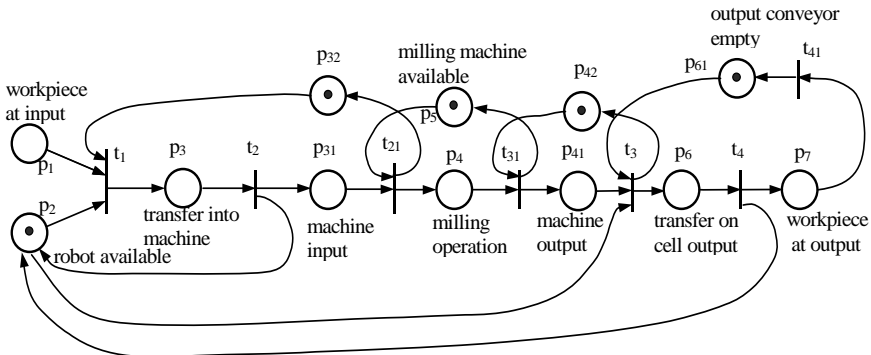 output conveyor
empty
t41
p32
milling machine
available
p42
p61
workpiece
at input
p5
p1
t1
p3
t2
p31
t21
p4
t31
p41
t3
p6
t4
p7
p2
transfer into
machine
machine
input
milling
operation
machine
output
transfer on
cell output
workpiece
at output
robot available